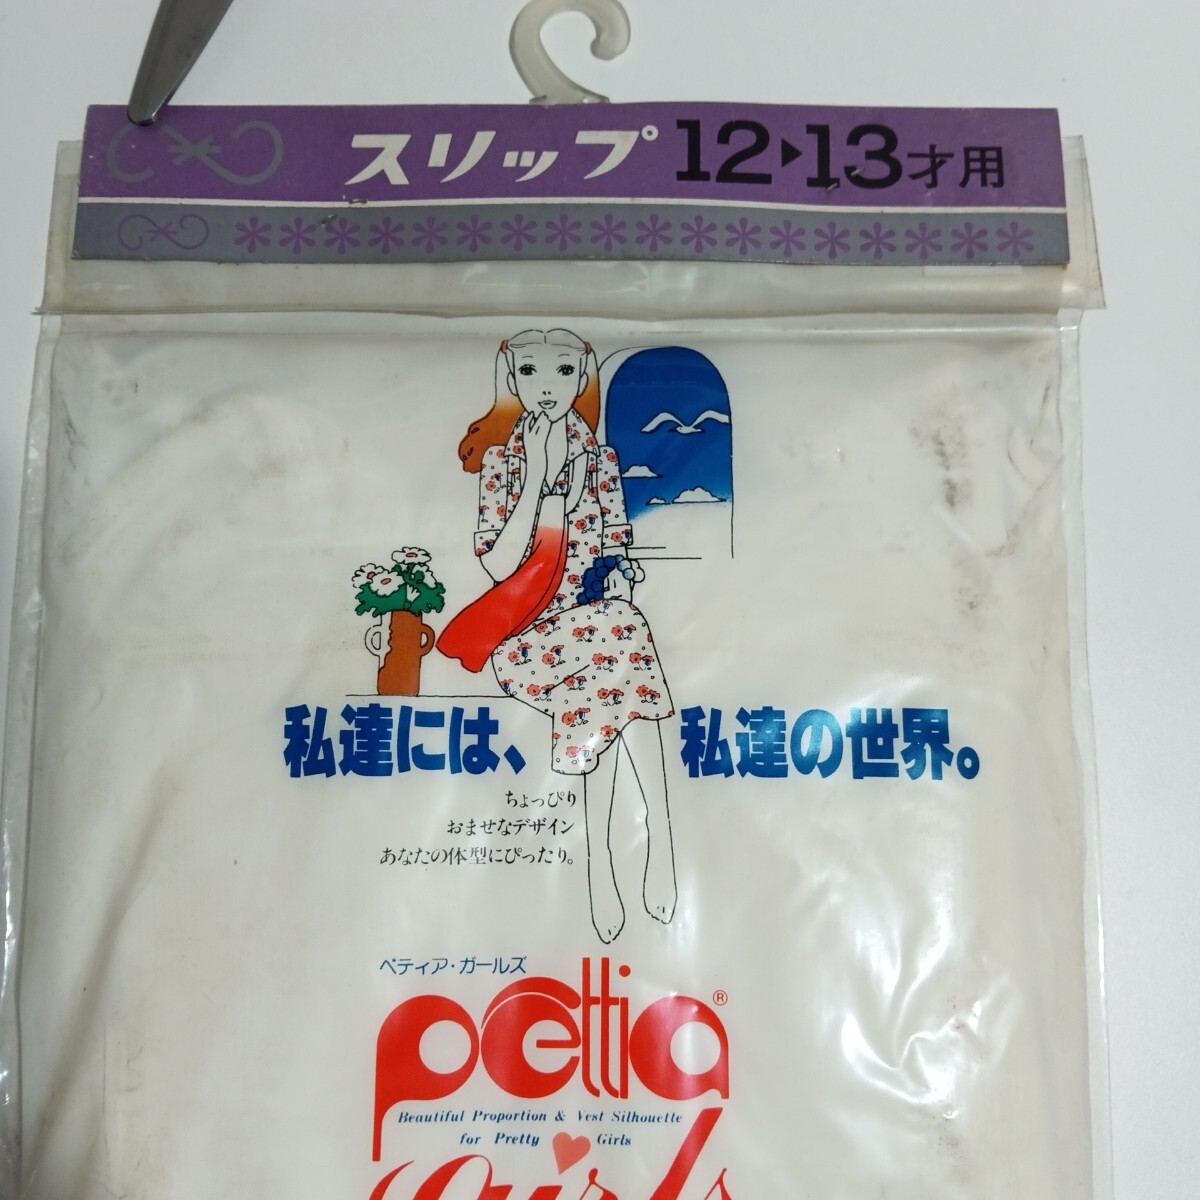 スリップ 12▶13才用
私達には、私達の世界。
ちょっぴり
おませなデザイン
あなたの体型にぴったり。
ペティア・ガールズ
pettia®
Beautiful Proportion & Vest Silhouette
for Pretty Girls
girls